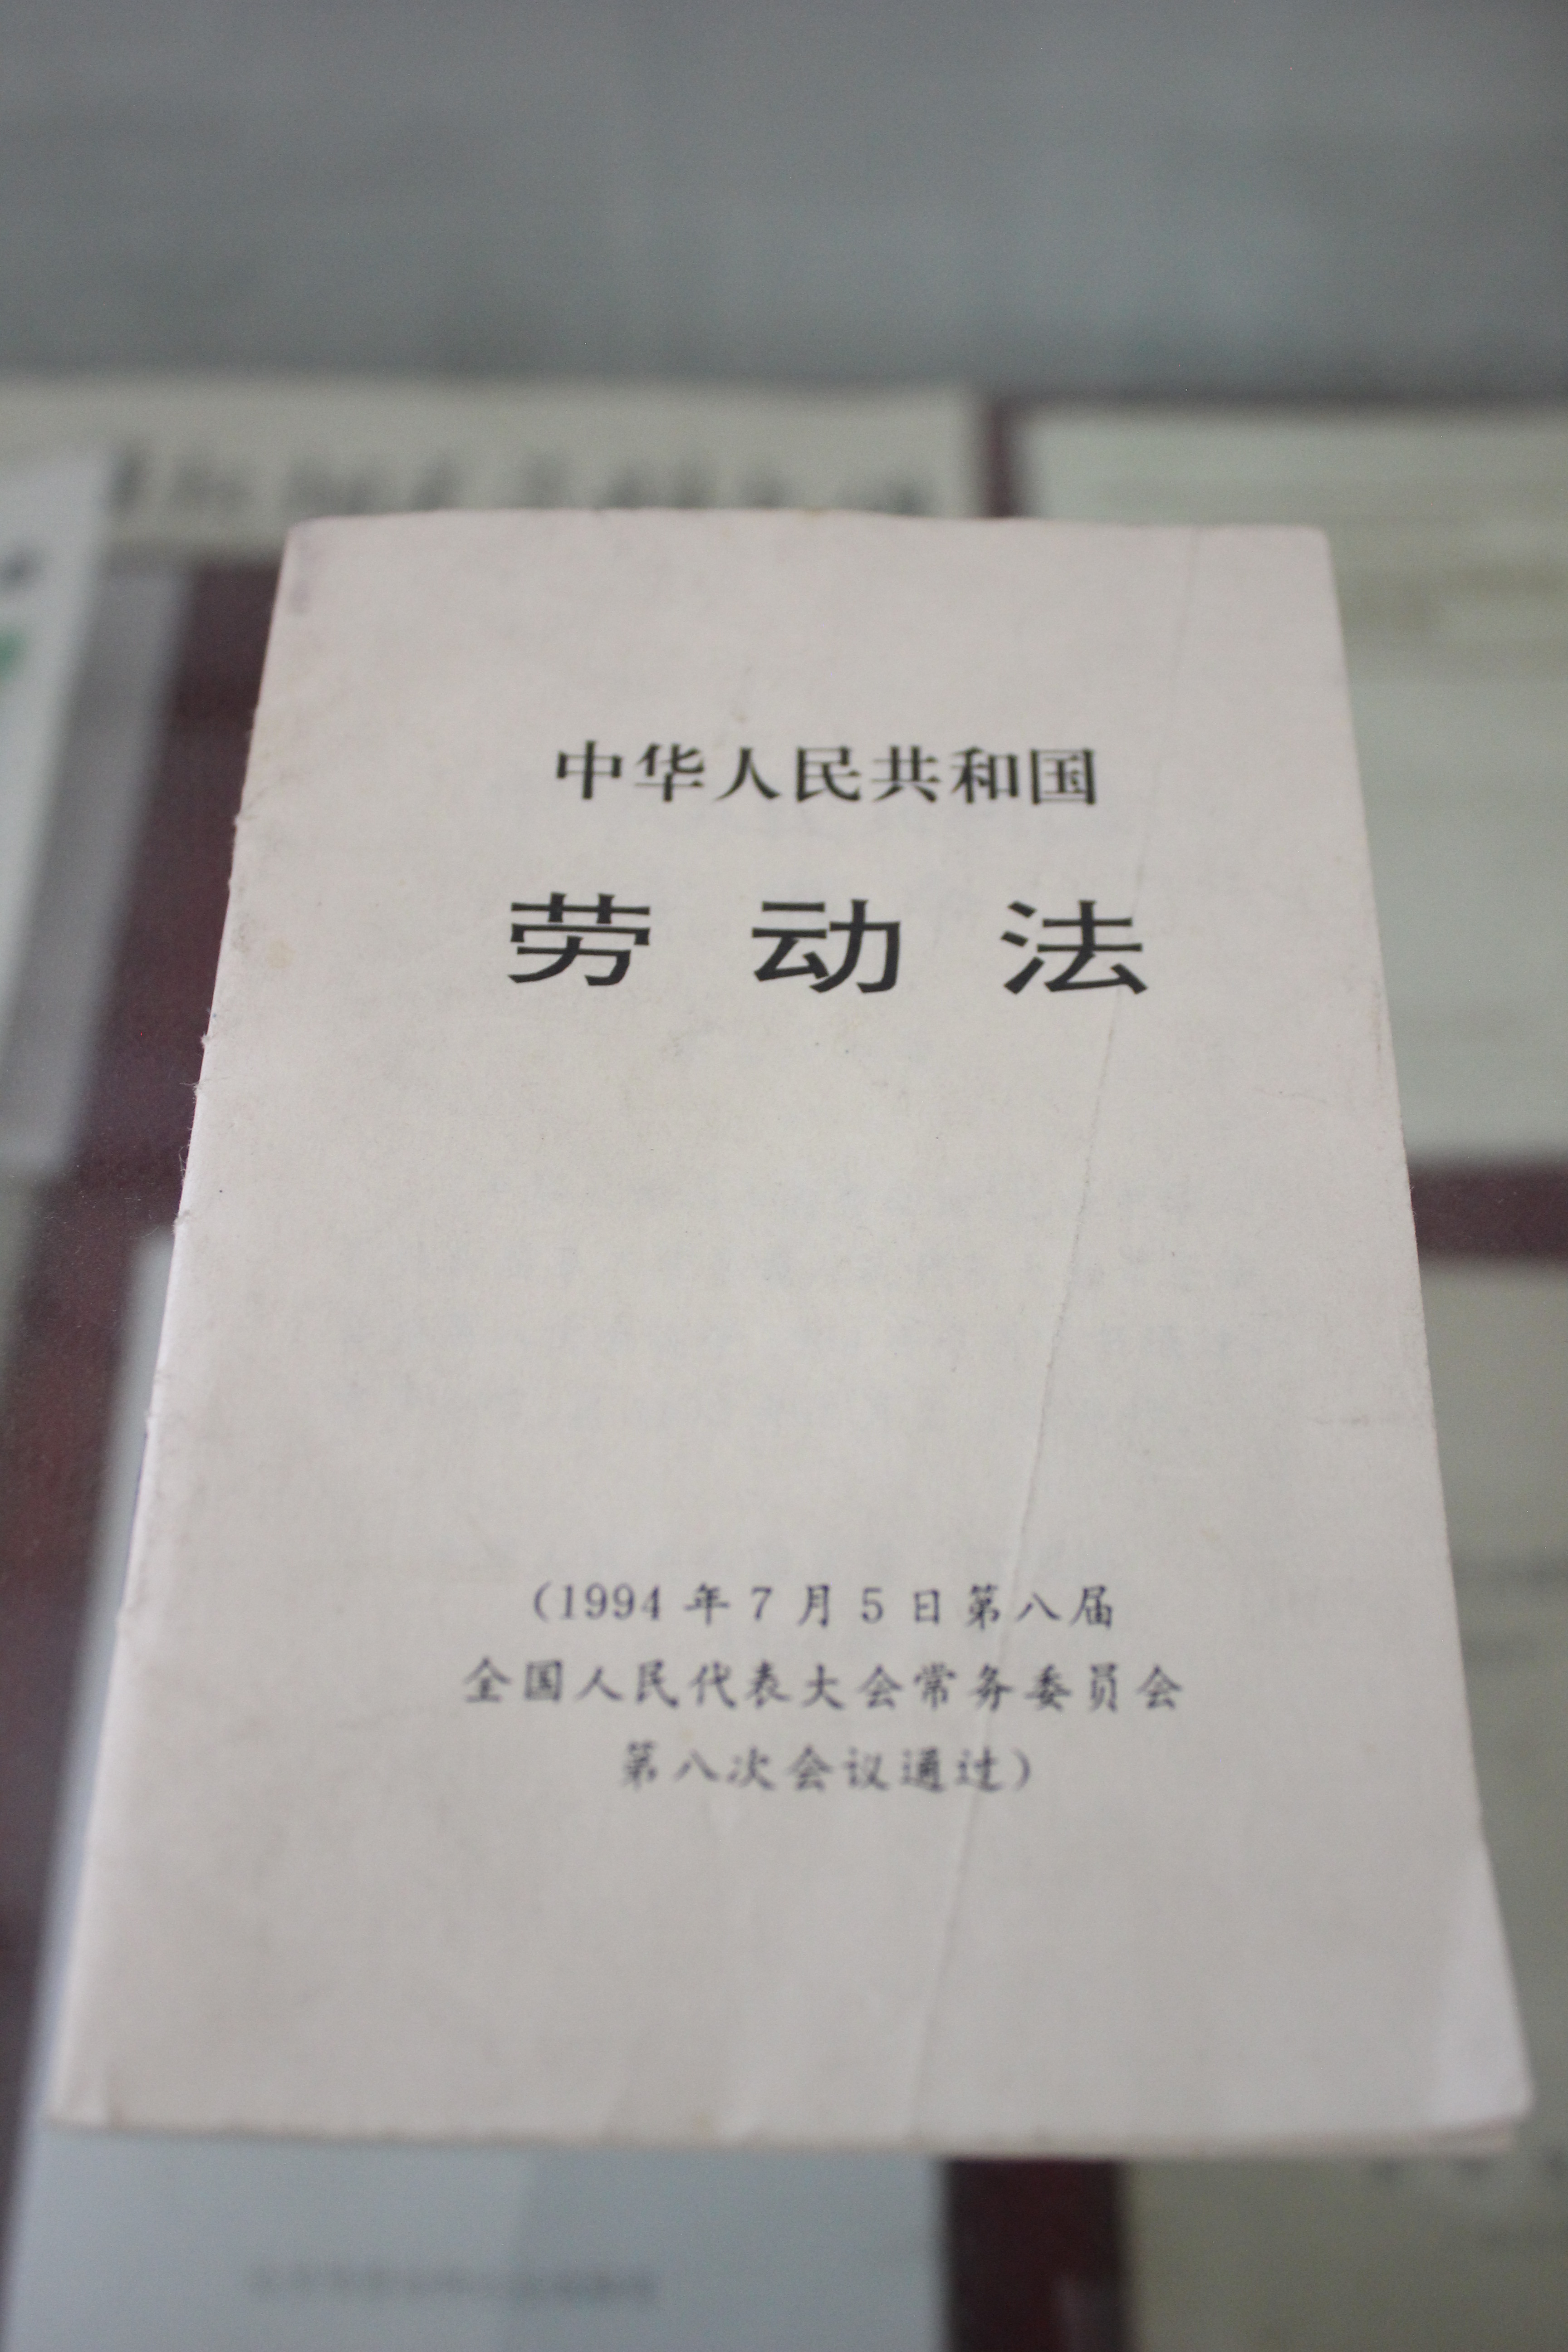 中华人民共和国
劳动法
(1994年7月5日第八届
全国人民代表大会常务委员会
第八次会议通过)